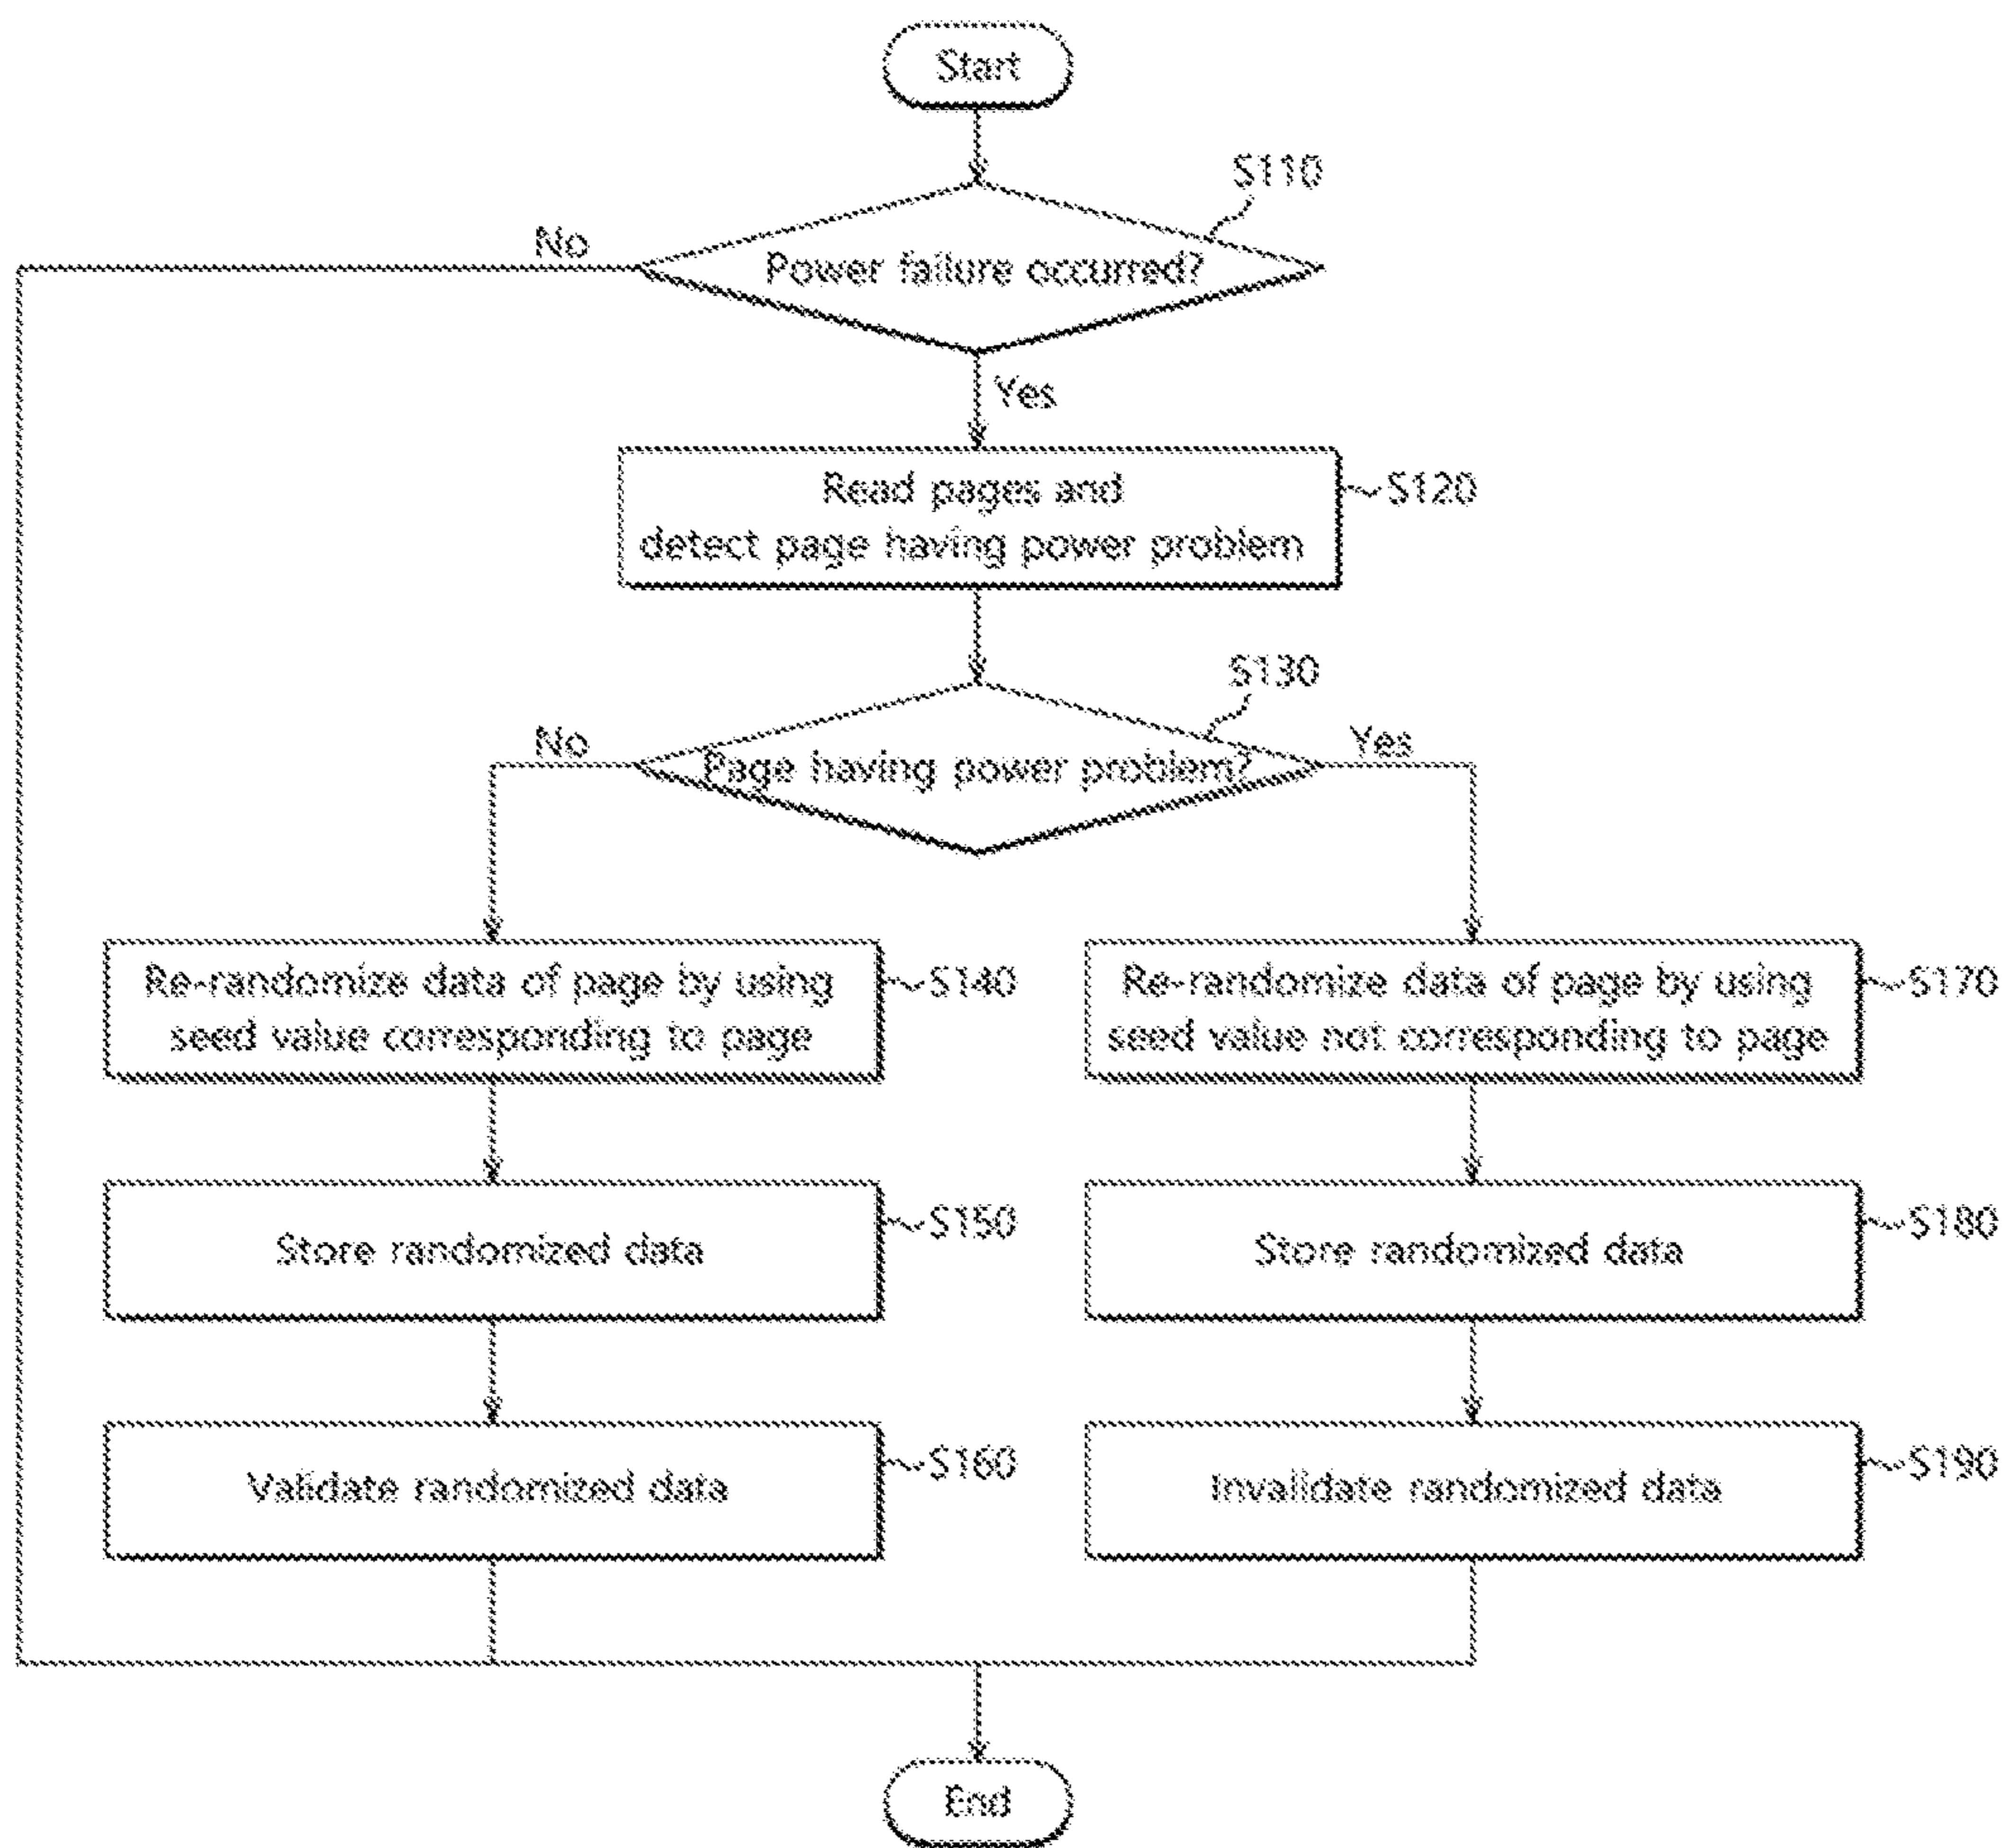 Start
S110
No
Power failure occurred?
Yes
Read pages and
detect page having power problem
S120
S130
No
Page having power problem?
Yes
Re-randomize data of page by using
seed value corresponding to page
S140
Re-randomize data of page by using
seed value not corresponding to page
S170
Store randomized data
S150
Store randomized data
S180
Validate randomized data
S160
Invalidate randomized data
S190
End